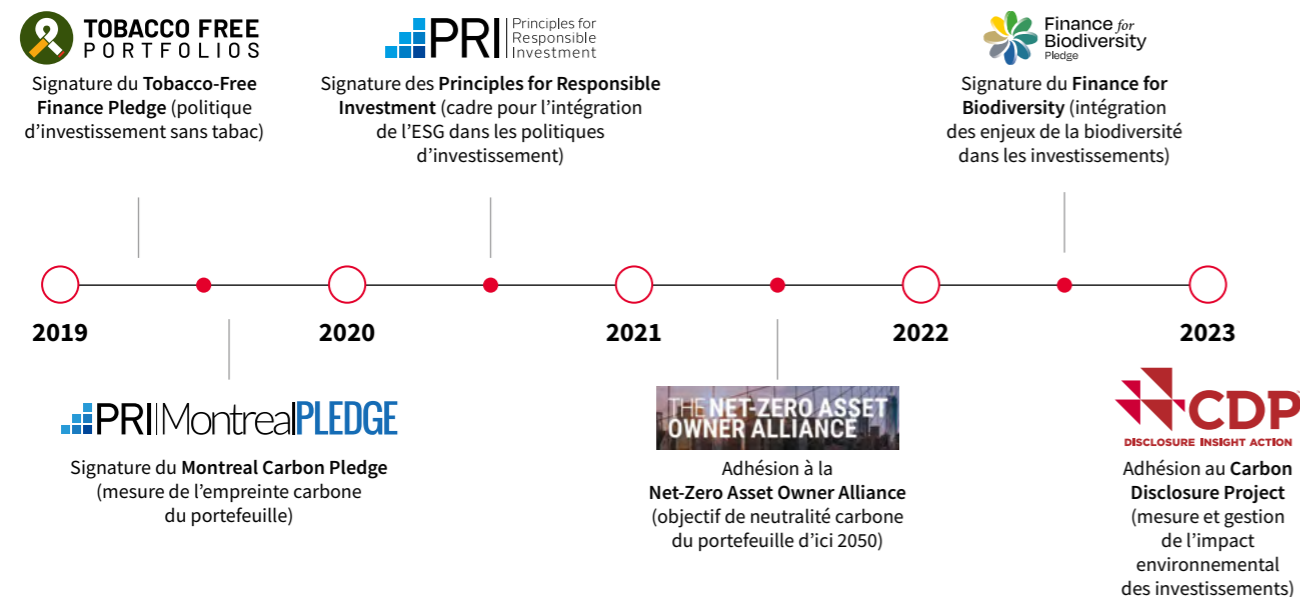 TOBACCO FREE
PORTFOLIOS
Signature du Tobacco-Free
Finance Pledge (politique
d’investissement sans tabac)
PRI
Principles for
Responsible
Investment
Signature des Principles for Responsible
Investment (cadre pour l’intégration
de l’ESG dans les politiques
d’investissement)
Finance for
Biodiversity
Pledge
Signature du Finance for
Biodiversity (intégration
des enjeux de la biodiversité
dans les investissements)
2019
2020
2021
2022
2023
PRI MontrealPLEDGE
Signature du Montreal Carbon Pledge
(mesure de l’empreinte carbone
du portefeuille)
THE NET-ZERO ASSET
OWNER ALLIANCE
Adhésion à la
Net-Zero Asset Owner Alliance
(objectif de neutralité carbone
du portefeuille d’ici 2050)
CDP
DISCLOSURE INSIGHT ACTION
Adhésion au Carbon
Disclosure Project
(mesure et gestion
de l’impact
environnemental
des investissements)